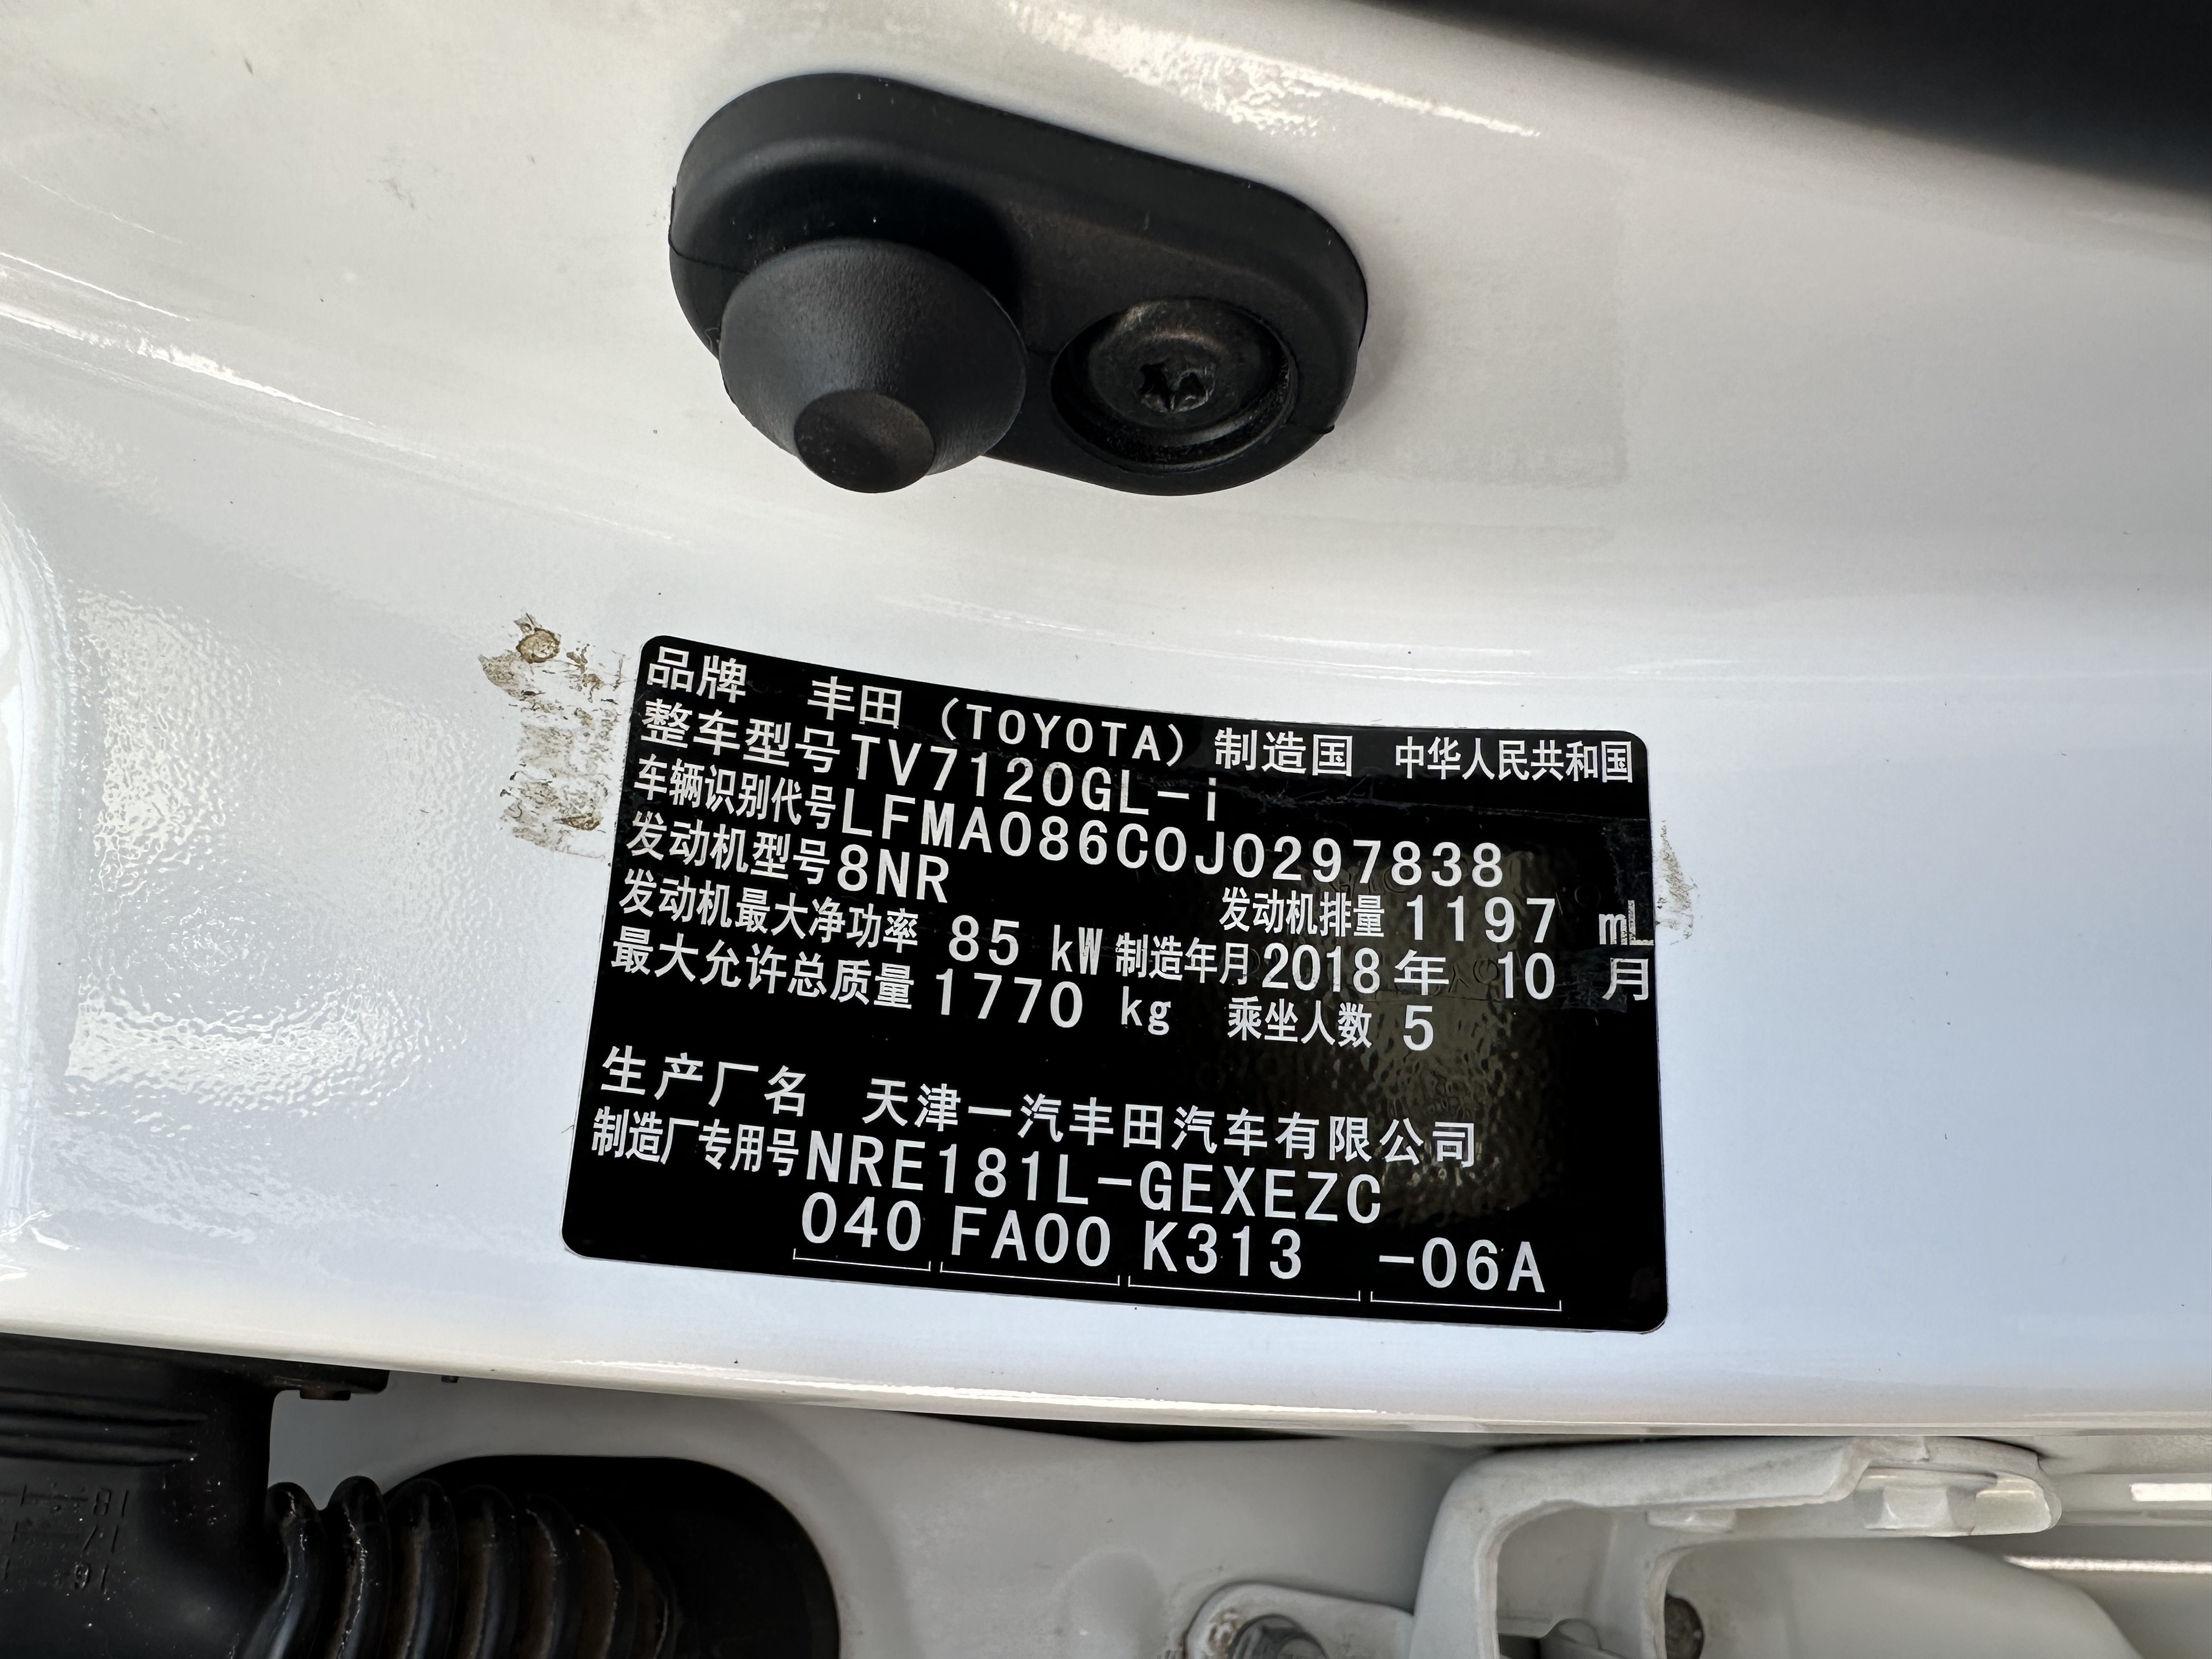 品牌 丰田 (TOYOTA) 制造国 中华人民共和国
整车型号TV7120GL-i
车辆识别代号LFMA086C0J0297838
发动机型号8NR 发动机排量 1197 mL
发动机最大净功率 85 kW 制造年月 2018 年 10 月
最大允许总质量 1770 kg 乘坐人数 5
生产厂名 天津一汽丰田汽车有限公司
制造厂专用号NRE181L-GEXEZC
040 FA00 K313 -06A
18
17
16